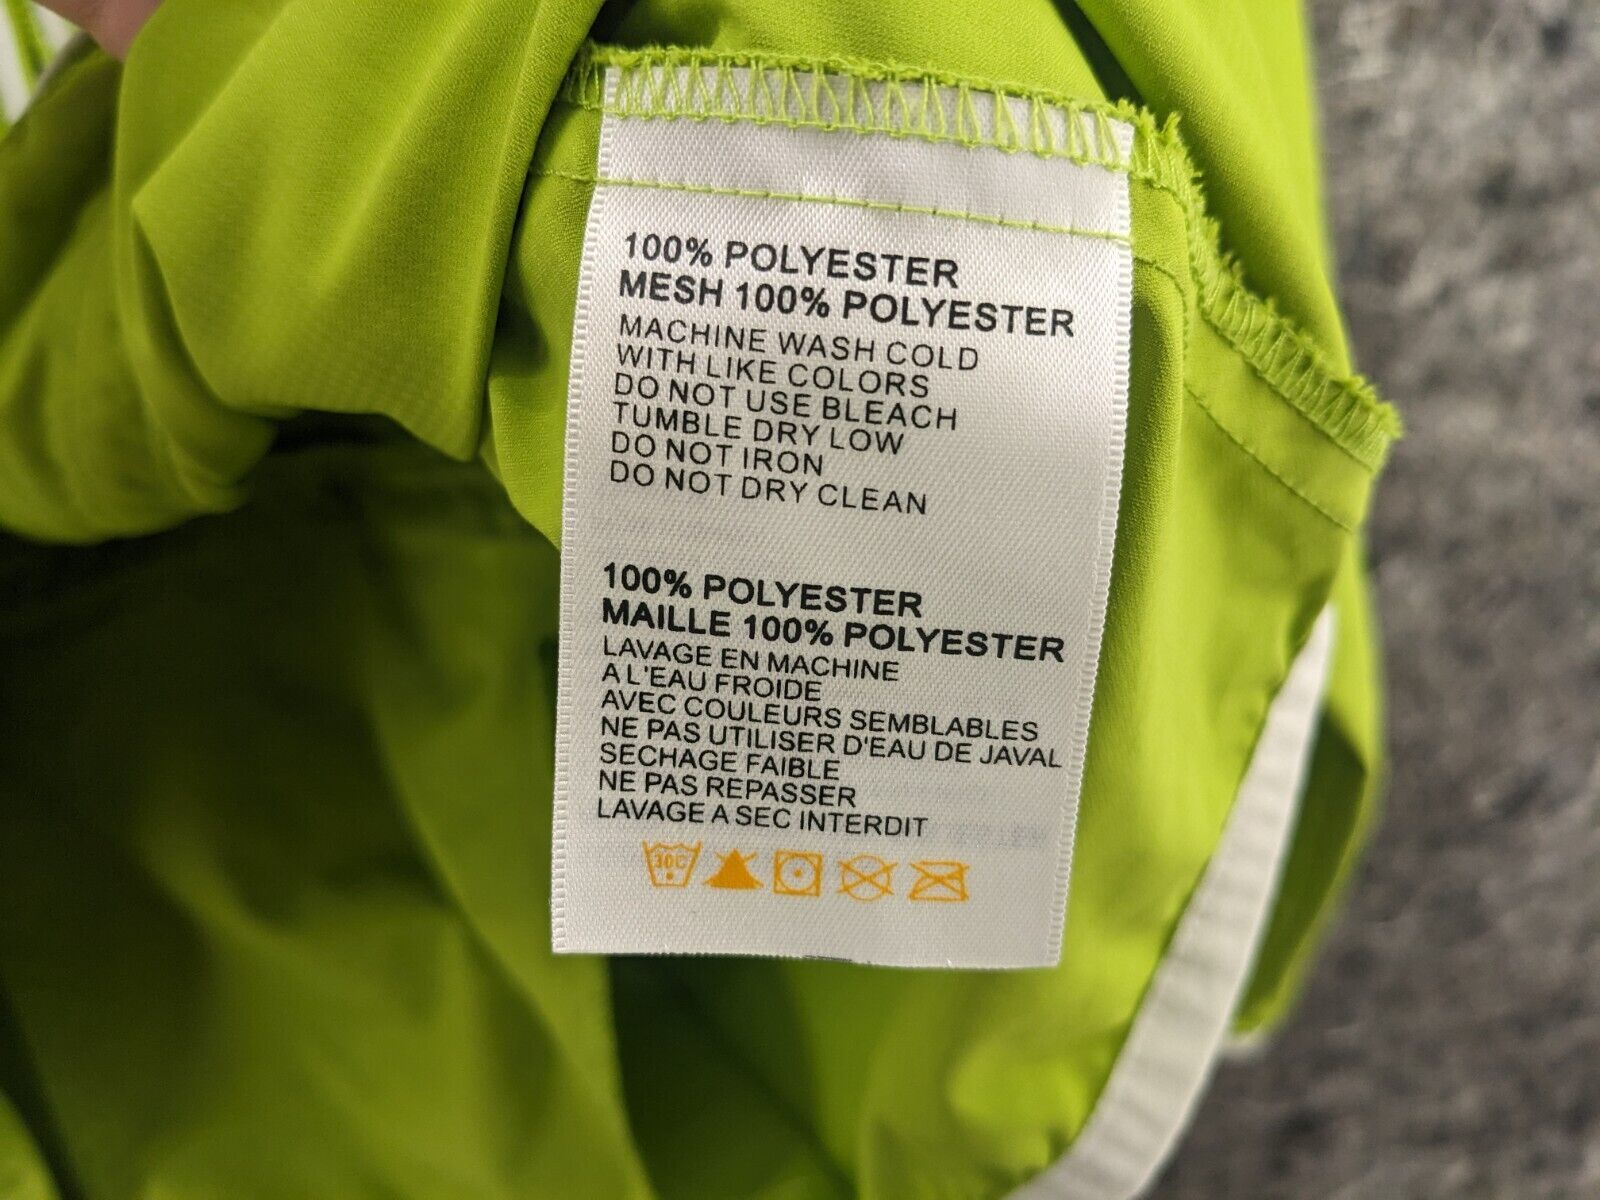 100% POLYESTER
MESH 100% POLYESTER
MACHINE WASH COLD
WITH LIKE COLORS
DO NOT USE BLEACH
TUMBLE DRY LOW
DO NOT IRON
DO NOT DRY CLEAN
100% POLYESTER
MAILLE 100% POLYESTER
LAVAGE EN MACHINE
A L'EAU FROIDE
AVEC COULEURS SEMBLABLES
NE PAS UTILISER D'EAU DE JAVAL
SECHAGE FAIBLE
NE PAS REPASSER
LAVAGE A SEC INTERDIT
30C